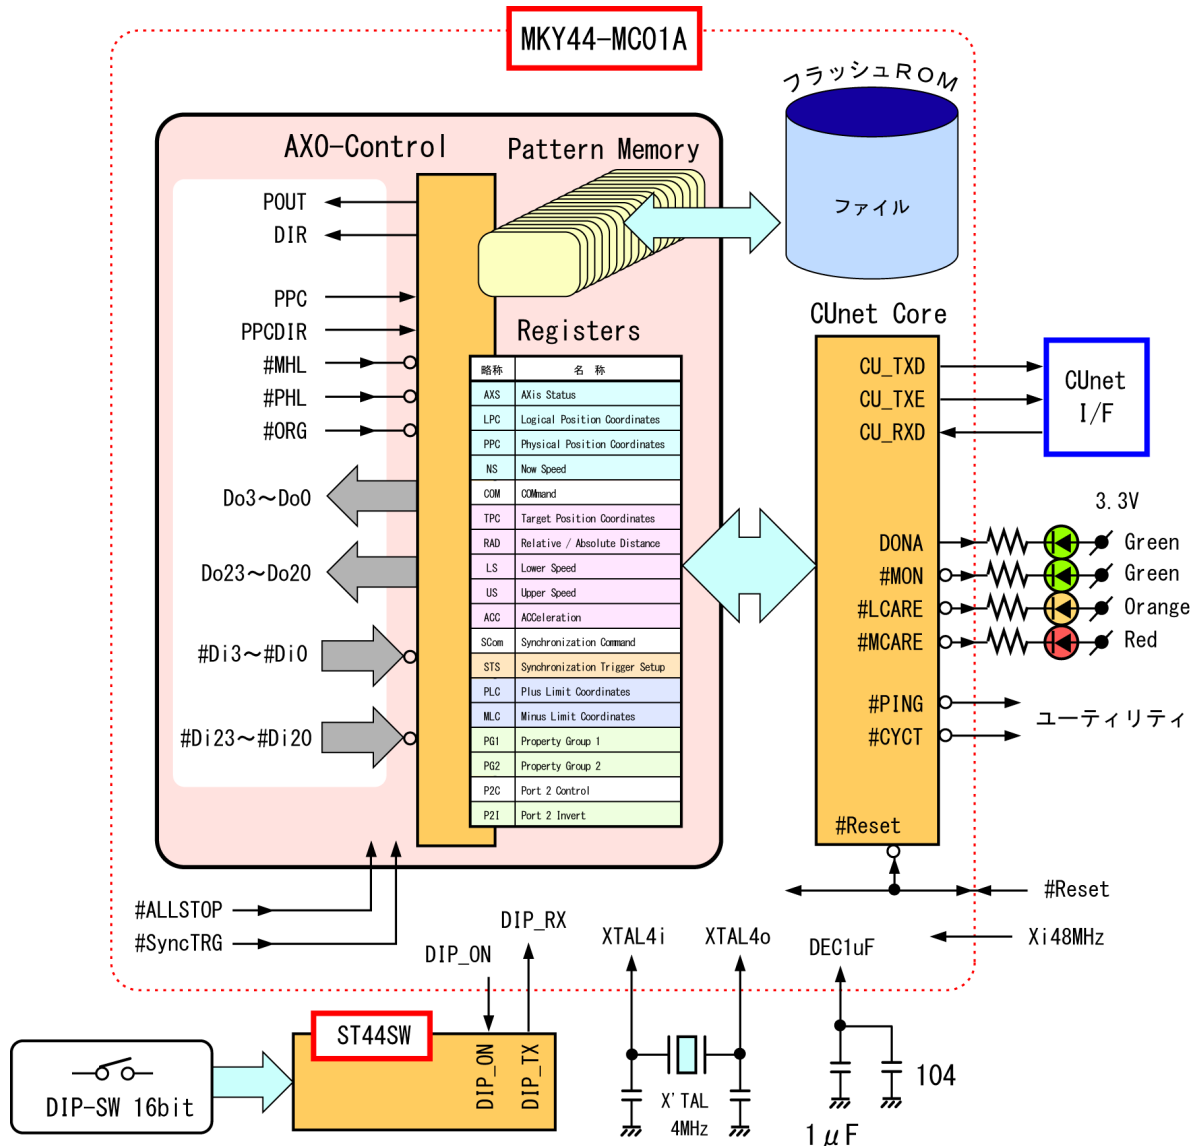 MKY44-MC01A
フラッシュROM
ファイル
AX0-Control
Pattern Memory
POUT
DIR
PPC
PPCDIR
#MHL
#PHL
#ORG
Do3～Do0
Do23～Do20
#Di3～#Di0
#Di23～#Di20
Registers
略称 名 称
AXS AXis Status
LPC Logical Position Coordinates
PPC Physical Position Coordinates
NS Now Speed
COM COMmand
TPC Target Position Coordinates
RAD Relative / Absolute Distance
LS Lower Speed
US Upper Speed
ACC ACCeleration
SCom Synchronization Command
STS Synchronization Trigger Setup
PLC Plus Limit Coordinates
MLC Minus Limit Coordinates
PG1 Property Group 1
PG2 Property Group 2
P2C Port 2 Control
P2I Port 2 Invert
CUnet Core
CU_TXD
CU_TXE
CU_RXD
CUnet
I/F
3.3V
DONA Green
#MON Green
#LCARE Orange
#MCARE Red
#PING
#CYCT
ユーティリティ
#Reset
#Reset
Xi48MHz
#ALLSTOP
#SyncTRG
DIP_ON
DIP_RX
XTAL4i
XTAL4o
DEC1uF
ST44SW
DIP_ON
DIP_TX
DIP-SW 16bit
X'TAL
4MHz
104
1μF